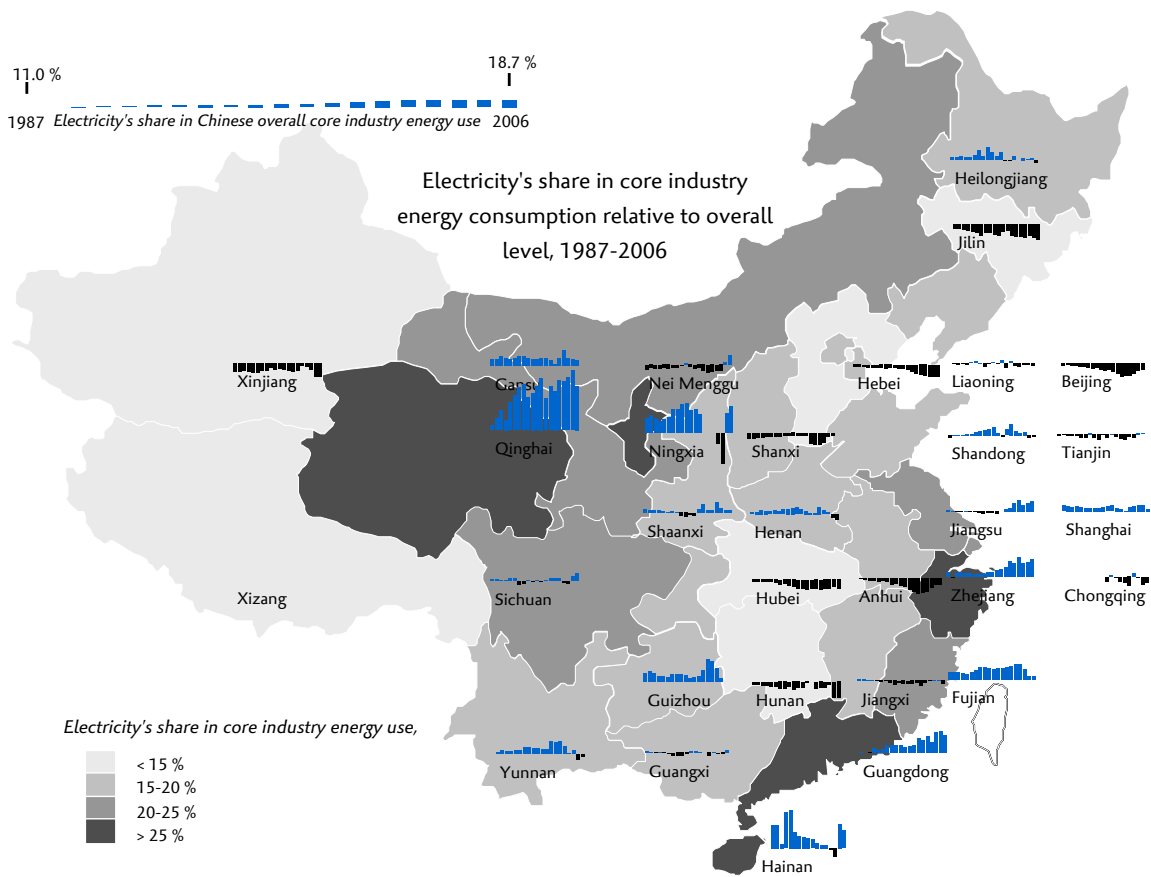 11.0 %
18.7 %
1987 Electricity's share in Chinese overall core industry energy use 2006
Electricity's share in core industry
energy consumption relative to overall
level, 1987-2006
Heilongjiang
Jilin
Xinjiang
Gansu
Nei Menggu
Hebei
Liaoning
Beijing
Qinghai
Ningxia
Shanxi
Shandong
Tianjin
Shaanxi
Henan
Jiangsu
Shanghai
Xizang
Sichuan
Hubei
Anhui
Zhejiang
Chongqing
Guizhou
Hunan
Jiangxi
Fujian
Electricity's share in core industry energy use,
< 15 %
15-20 %
20-25 %
> 25 %
Yunnan
Guangxi
Guangdong
Hainan